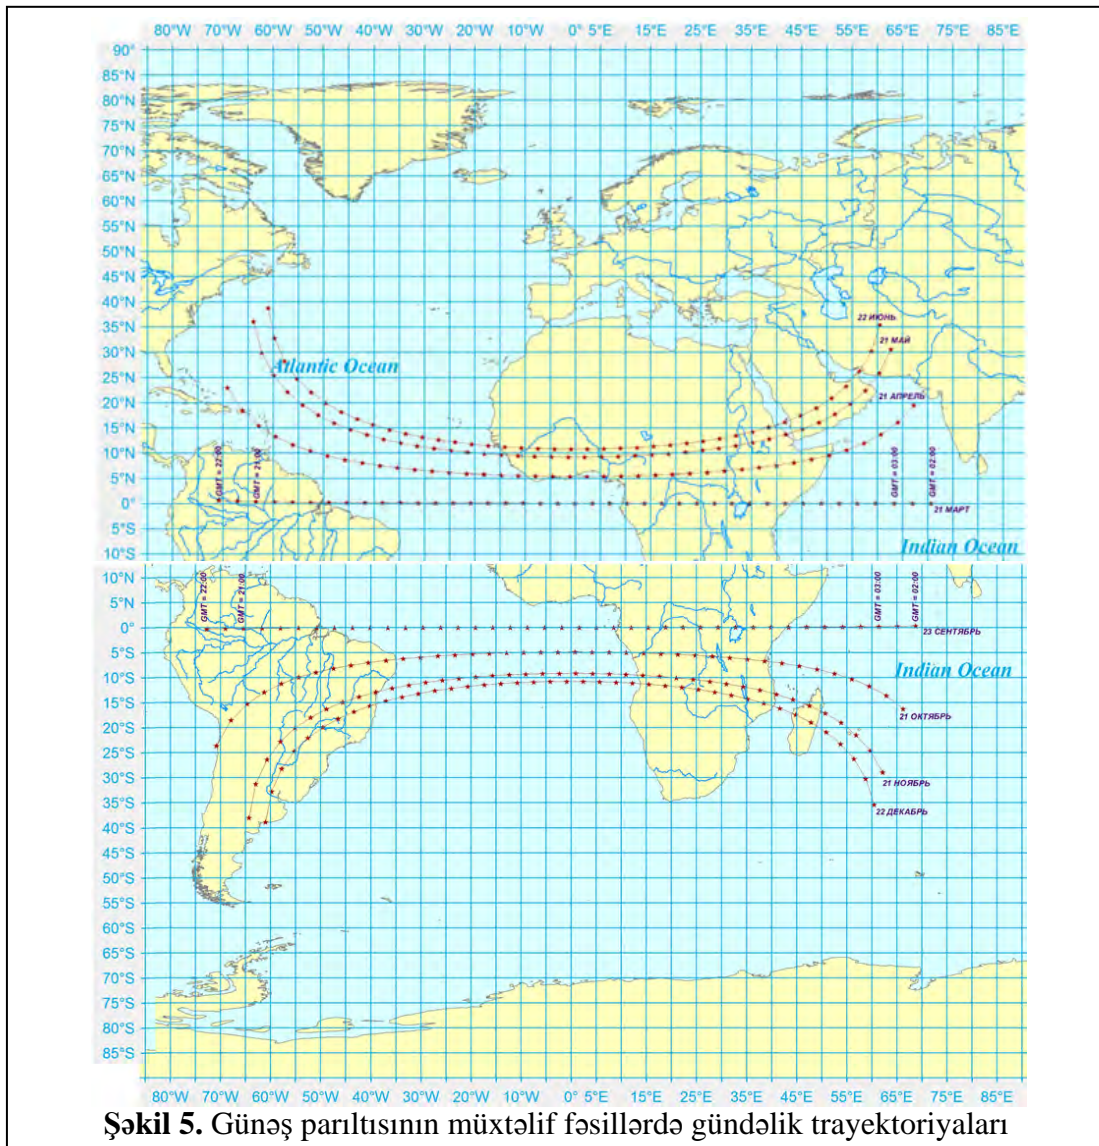 80°W 70°W 60°W 50°W 40°W 30°W 20°W 10°W 0° 5°E 15°E 25°E 35°E 45°E 55°E 65°E 75°E 85°E
90°
85°N
80°N
75°N
70°N
65°N
60°N
55°N
50°N
45°N
40°N
35°N
22 ИЮНЬ
21 МАЙ
30°N
Atlantic Ocean
25°N
20°N
21 АПРЕЛЬ
15°N
10°N
GMT = 22:00
GMT = 21:00
GMT = 03:00
GMT = 02:00
5°N
0°
21 МАРТ
5°S
10°S
Indian Ocean
10°N
GMT = 22:00
GMT = 21:00
GMT = 03:00
GMT = 02:00
5°N
0°
23 СЕНТЯБРЬ
5°S
Indian Ocean
10°S
15°S
21 ОКТЯБРЬ
20°S
25°S
30°S
21 НОЯБРЬ
35°S
22 ДЕКАБРЬ
40°S
45°S
50°S
55°S
60°S
65°S
70°S
75°S
80°S
85°S
80°W 70°W 60°W 50°W 40°W 30°W 20°W 10°W 0° 5°E 15°E 25°E 35°E 45°E 55°E 65°E 75°E 85°E
Şəkil 5. Günəş parıltısının müxtəlif fəsillərdə gündəlik trayektoriyaları